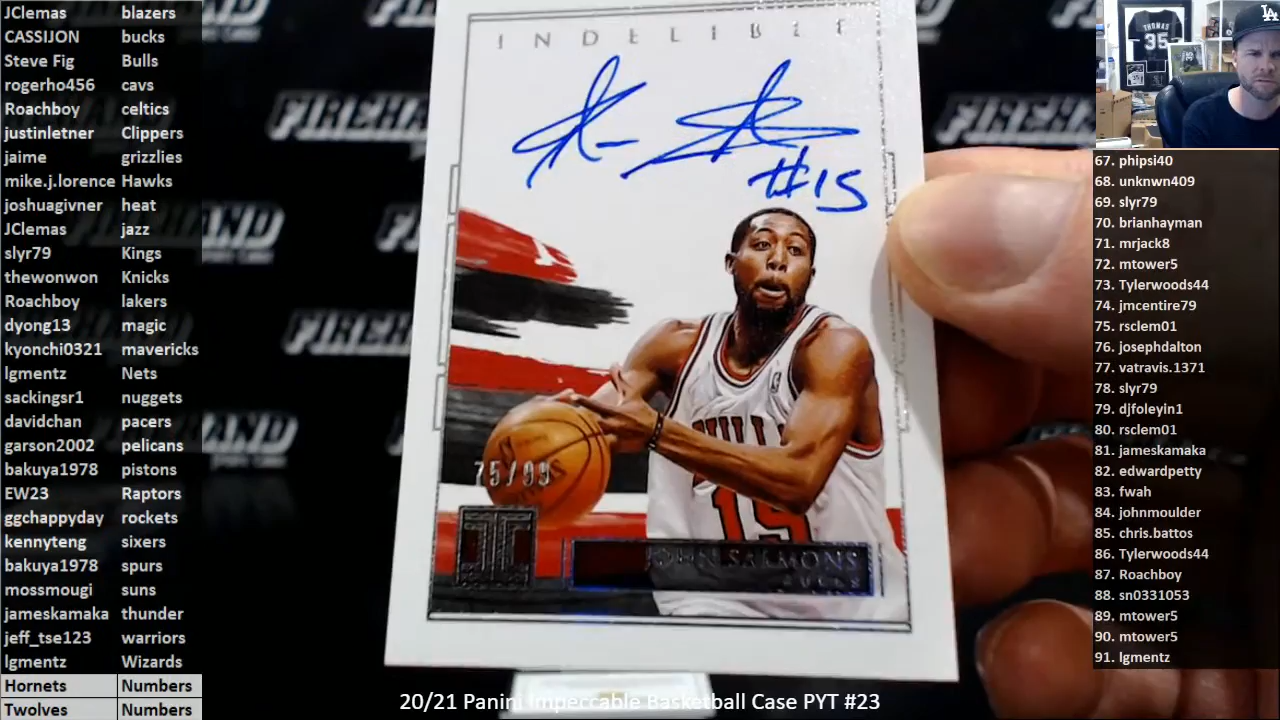 JClemas blazers
CASSIJON bucks
Steve Fig Bulls
rogerho456 cavs
Roachboy celtics
justinletner Clippers
jaime grizzlies
mike.j.lorence Hawks
joshuagivner heat
JClemas jazz
slyr79 Kings
thewonwon Knicks
Roachboy lakers
dyong13 magic
kyonchi0321 mavericks
lgmentz Nets
sackingsr1 nuggets
davidchan pacers
garson2002 pelicans
bakuya1978 pistons
EW23 Raptors
ggchappyday rockets
kennyteng sixers
bakuya1978 spurs
mossmougi suns
jameskamaka thunder
jeff_tse123 warriors
lgmentz Wizards
Hornets Numbers
Twolves Numbers
INDELIBLE
#15
75/99
15
JOHN SALMONS
BULLS
FIREHAND
20/21 Panini Impeccable Basketball Case PYT #23
THOMAS
35
LA
67. phipsi40
68. unknwn409
69. slyr79
70. brianhayman
71. mrjack8
72. mtower5
73. Tylerwoods44
74. jmcentire79
75. rsclem01
76. josephdalton
77. vatravis.1371
78. slyr79
79. djfoleyin1
80. rsclem01
81. jameskamaka
82. edwardpetty
83. fwah
84. johnmoulder
85. chris.battos
86. Tylerwoods44
87. Roachboy
88. sn0331053
89. mtower5
90. mtower5
91. lgmentz